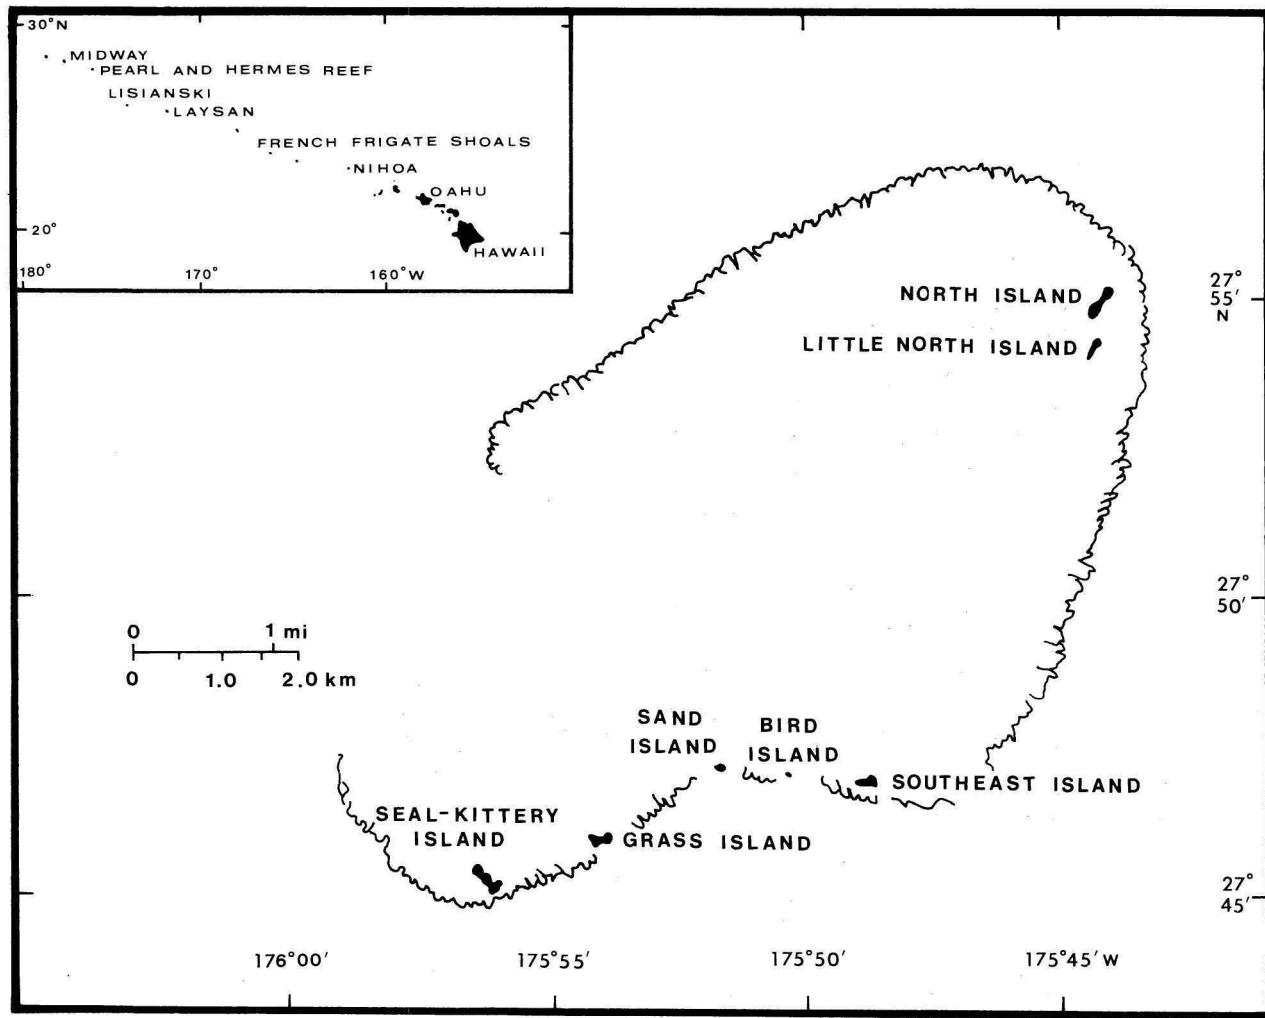 30°N
MIDWAY
PEARL AND HERMES REEF
LISIANSKI
LAYSAN
FRENCH FRIGATE SHOALS
NIHOA
OAHU
20°
HAWAII
180° 170° 160°W
NORTH ISLAND
27°
55'
N
LITTLE NORTH ISLAND
27°
50'
0 1 mi
0 1.0 2.0 km
SAND
ISLAND
BIRD
ISLAND
SOUTHEAST ISLAND
SEAL-KITTERY
ISLAND
GRASS ISLAND
27°
45'
176°00' 175°55' 175°50' 175°45'W